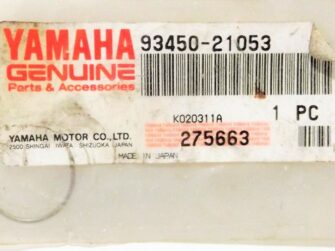 YAMAHA 93450-21053
GENUINE
Parts & Accessories
K020311A 1 PC
YAMAHA MOTOR CO., LTD. 275663
2500 SHINGAI IWATA SHIZUOKA JAPAN
MADE IN JAPAN